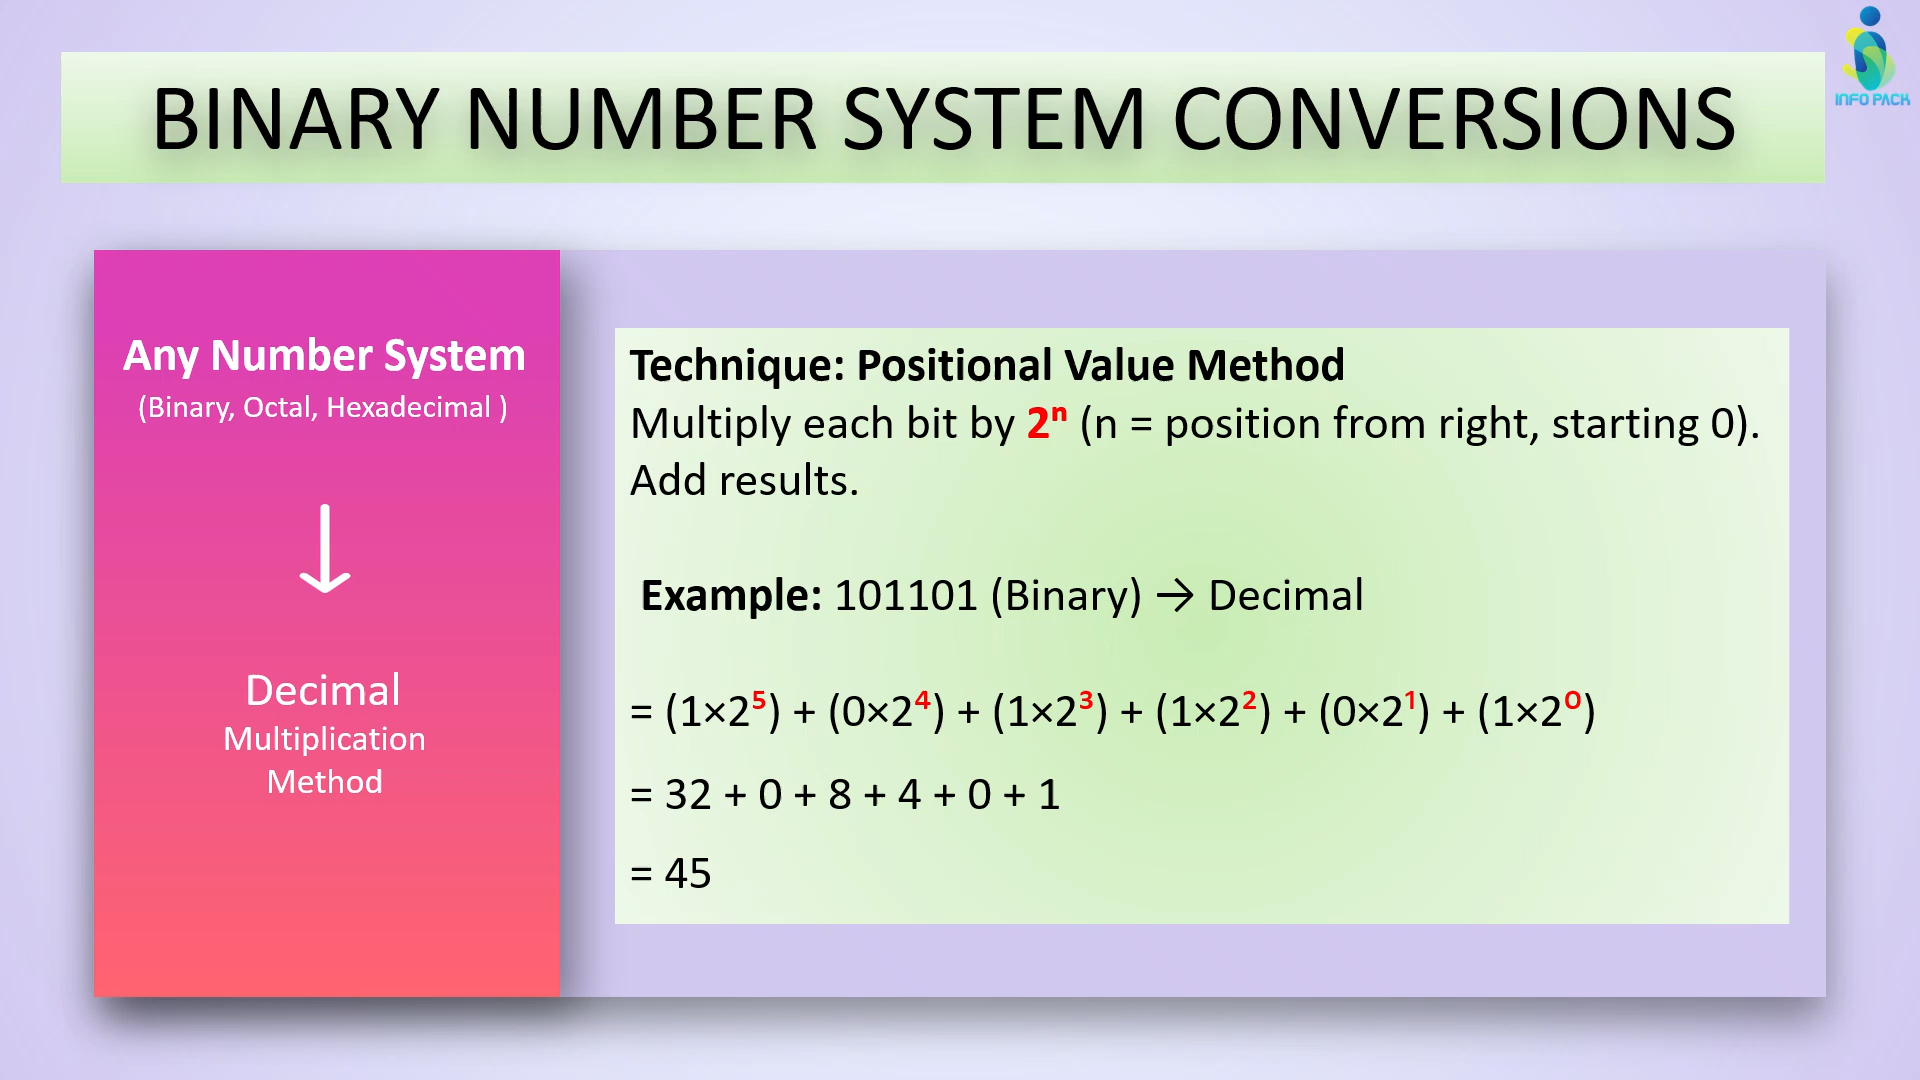 BINARY NUMBER SYSTEM CONVERSIONS
INFO PACK
Any Number System
(Binary, Octal, Hexadecimal )
↓
Decimal
Multiplication
Method
Technique: Positional Value Method
Multiply each bit by 2ⁿ (n = position from right, starting 0).
Add results.
Example: 101101 (Binary) → Decimal
= (1×2⁵) + (0×2⁴) + (1×2³) + (1×2²) + (0×2¹) + (1×2⁰)
= 32 + 0 + 8 + 4 + 0 + 1
= 45